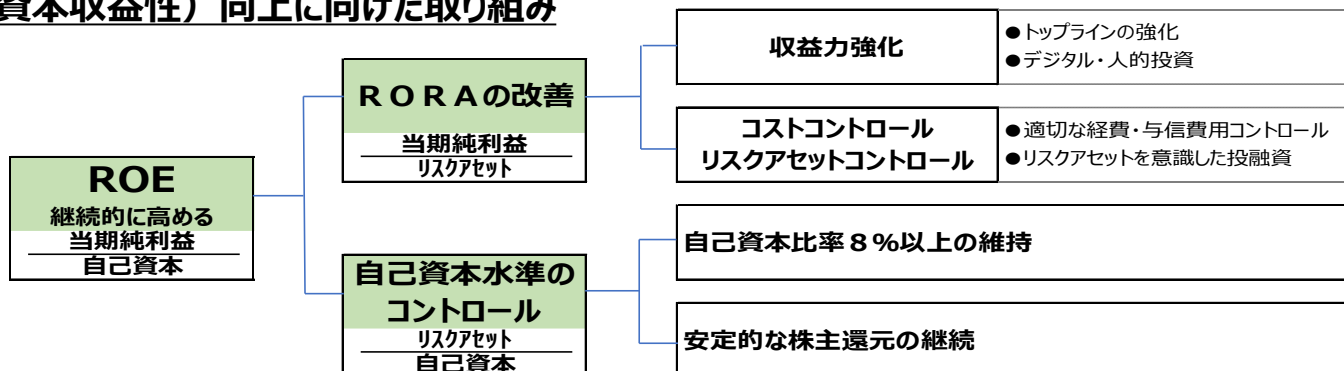 資本収益性）向上に向けた取り組み
収益力強化
●トップラインの強化
●デジタル・人的投資
ＲＯＲＡの改善
当期純利益
リスクアセット
コストコントロール
リスクアセットコントロール
●適切な経費・与信費用コントロール
●リスクアセットを意識した投融資
ROE
継続的に高める
当期純利益
自己資本
自己資本比率８％以上の維持
自己資本水準の
コントロール
リスクアセット
自己資本
安定的な株主還元の継続